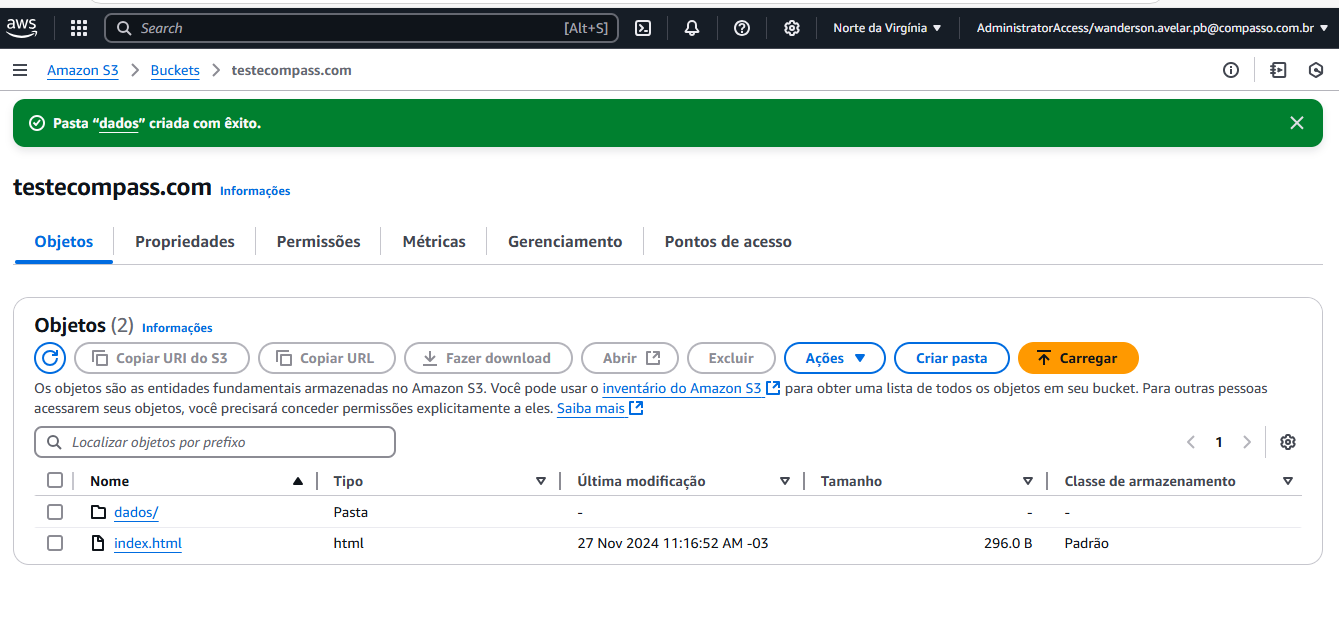 aws Search [Alt+S] Norte da Virgínia AdministratorAccess/wanderson.avelar.pb@compasso.com.br
Amazon S3 Buckets testecompass.com
Pasta “dados” criada com êxito.
testecompass.com Informações
Objetos Propriedades Permissões Métricas Gerenciamento Pontos de acesso
Objetos (2) Informações
Copiar URI do S3 Copiar URL Fazer download Abrir Excluir Ações Criar pasta Carregar
Os objetos são as entidades fundamentais armazenadas no Amazon S3. Você pode usar o inventário do Amazon S3 para obter uma lista de todos os objetos em seu bucket. Para outras pessoas
acessarem seus objetos, você precisará conceder permissões explicitamente a eles. Saiba mais
Localizar objetos por prefixo 1
Nome Tipo Última modificação Tamanho Classe de armazenamento
dados/ Pasta - - -
index.html html 27 Nov 2024 11:16:52 AM -03 296.0 B Padrão